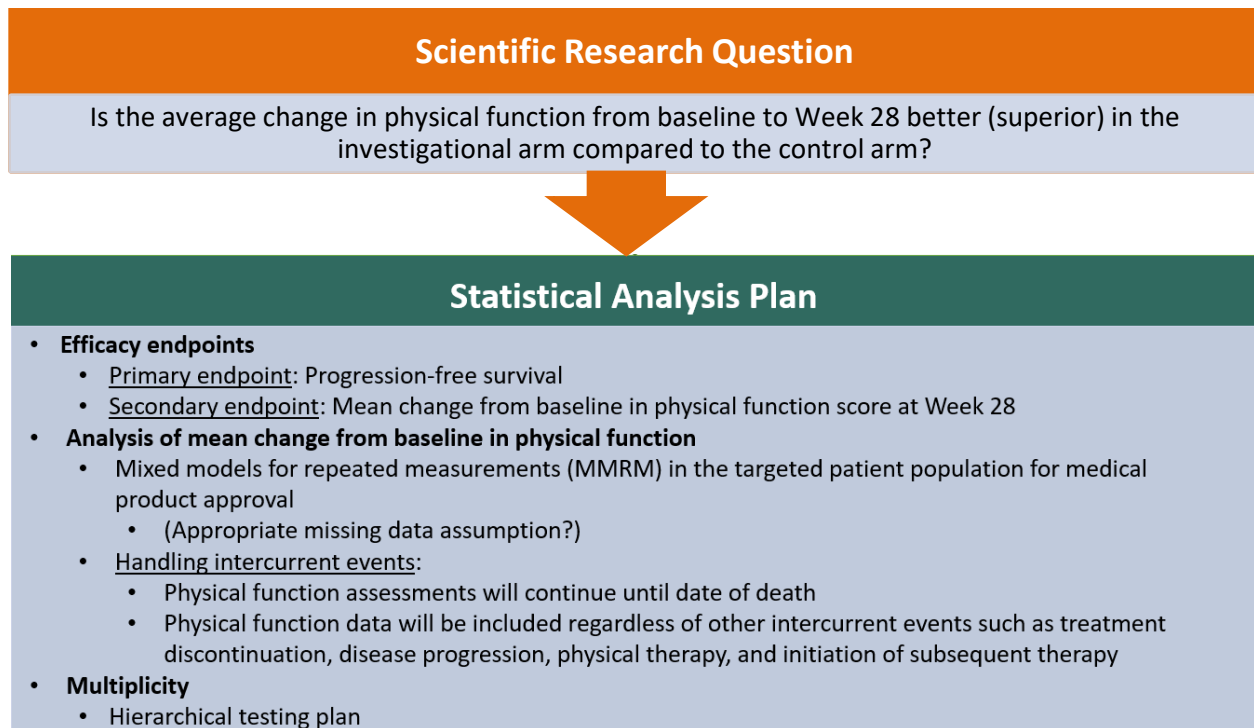 Scientific Research Question
Is the average change in physical function from baseline to Week 28 better (superior) in the
investigational arm compared to the control arm?
Statistical Analysis Plan
• Efficacy endpoints
• Primary endpoint: Progression-free survival
• Secondary endpoint: Mean change from baseline in physical function score at Week 28
• Analysis of mean change from baseline in physical function
• Mixed models for repeated measurements (MMRM) in the targeted patient population for medical
product approval
• (Appropriate missing data assumption?)
• Handling intercurrent events:
• Physical function assessments will continue until date of death
• Physical function data will be included regardless of other intercurrent events such as treatment
discontinuation, disease progression, physical therapy, and initiation of subsequent therapy
• Multiplicity
• Hierarchical testing plan